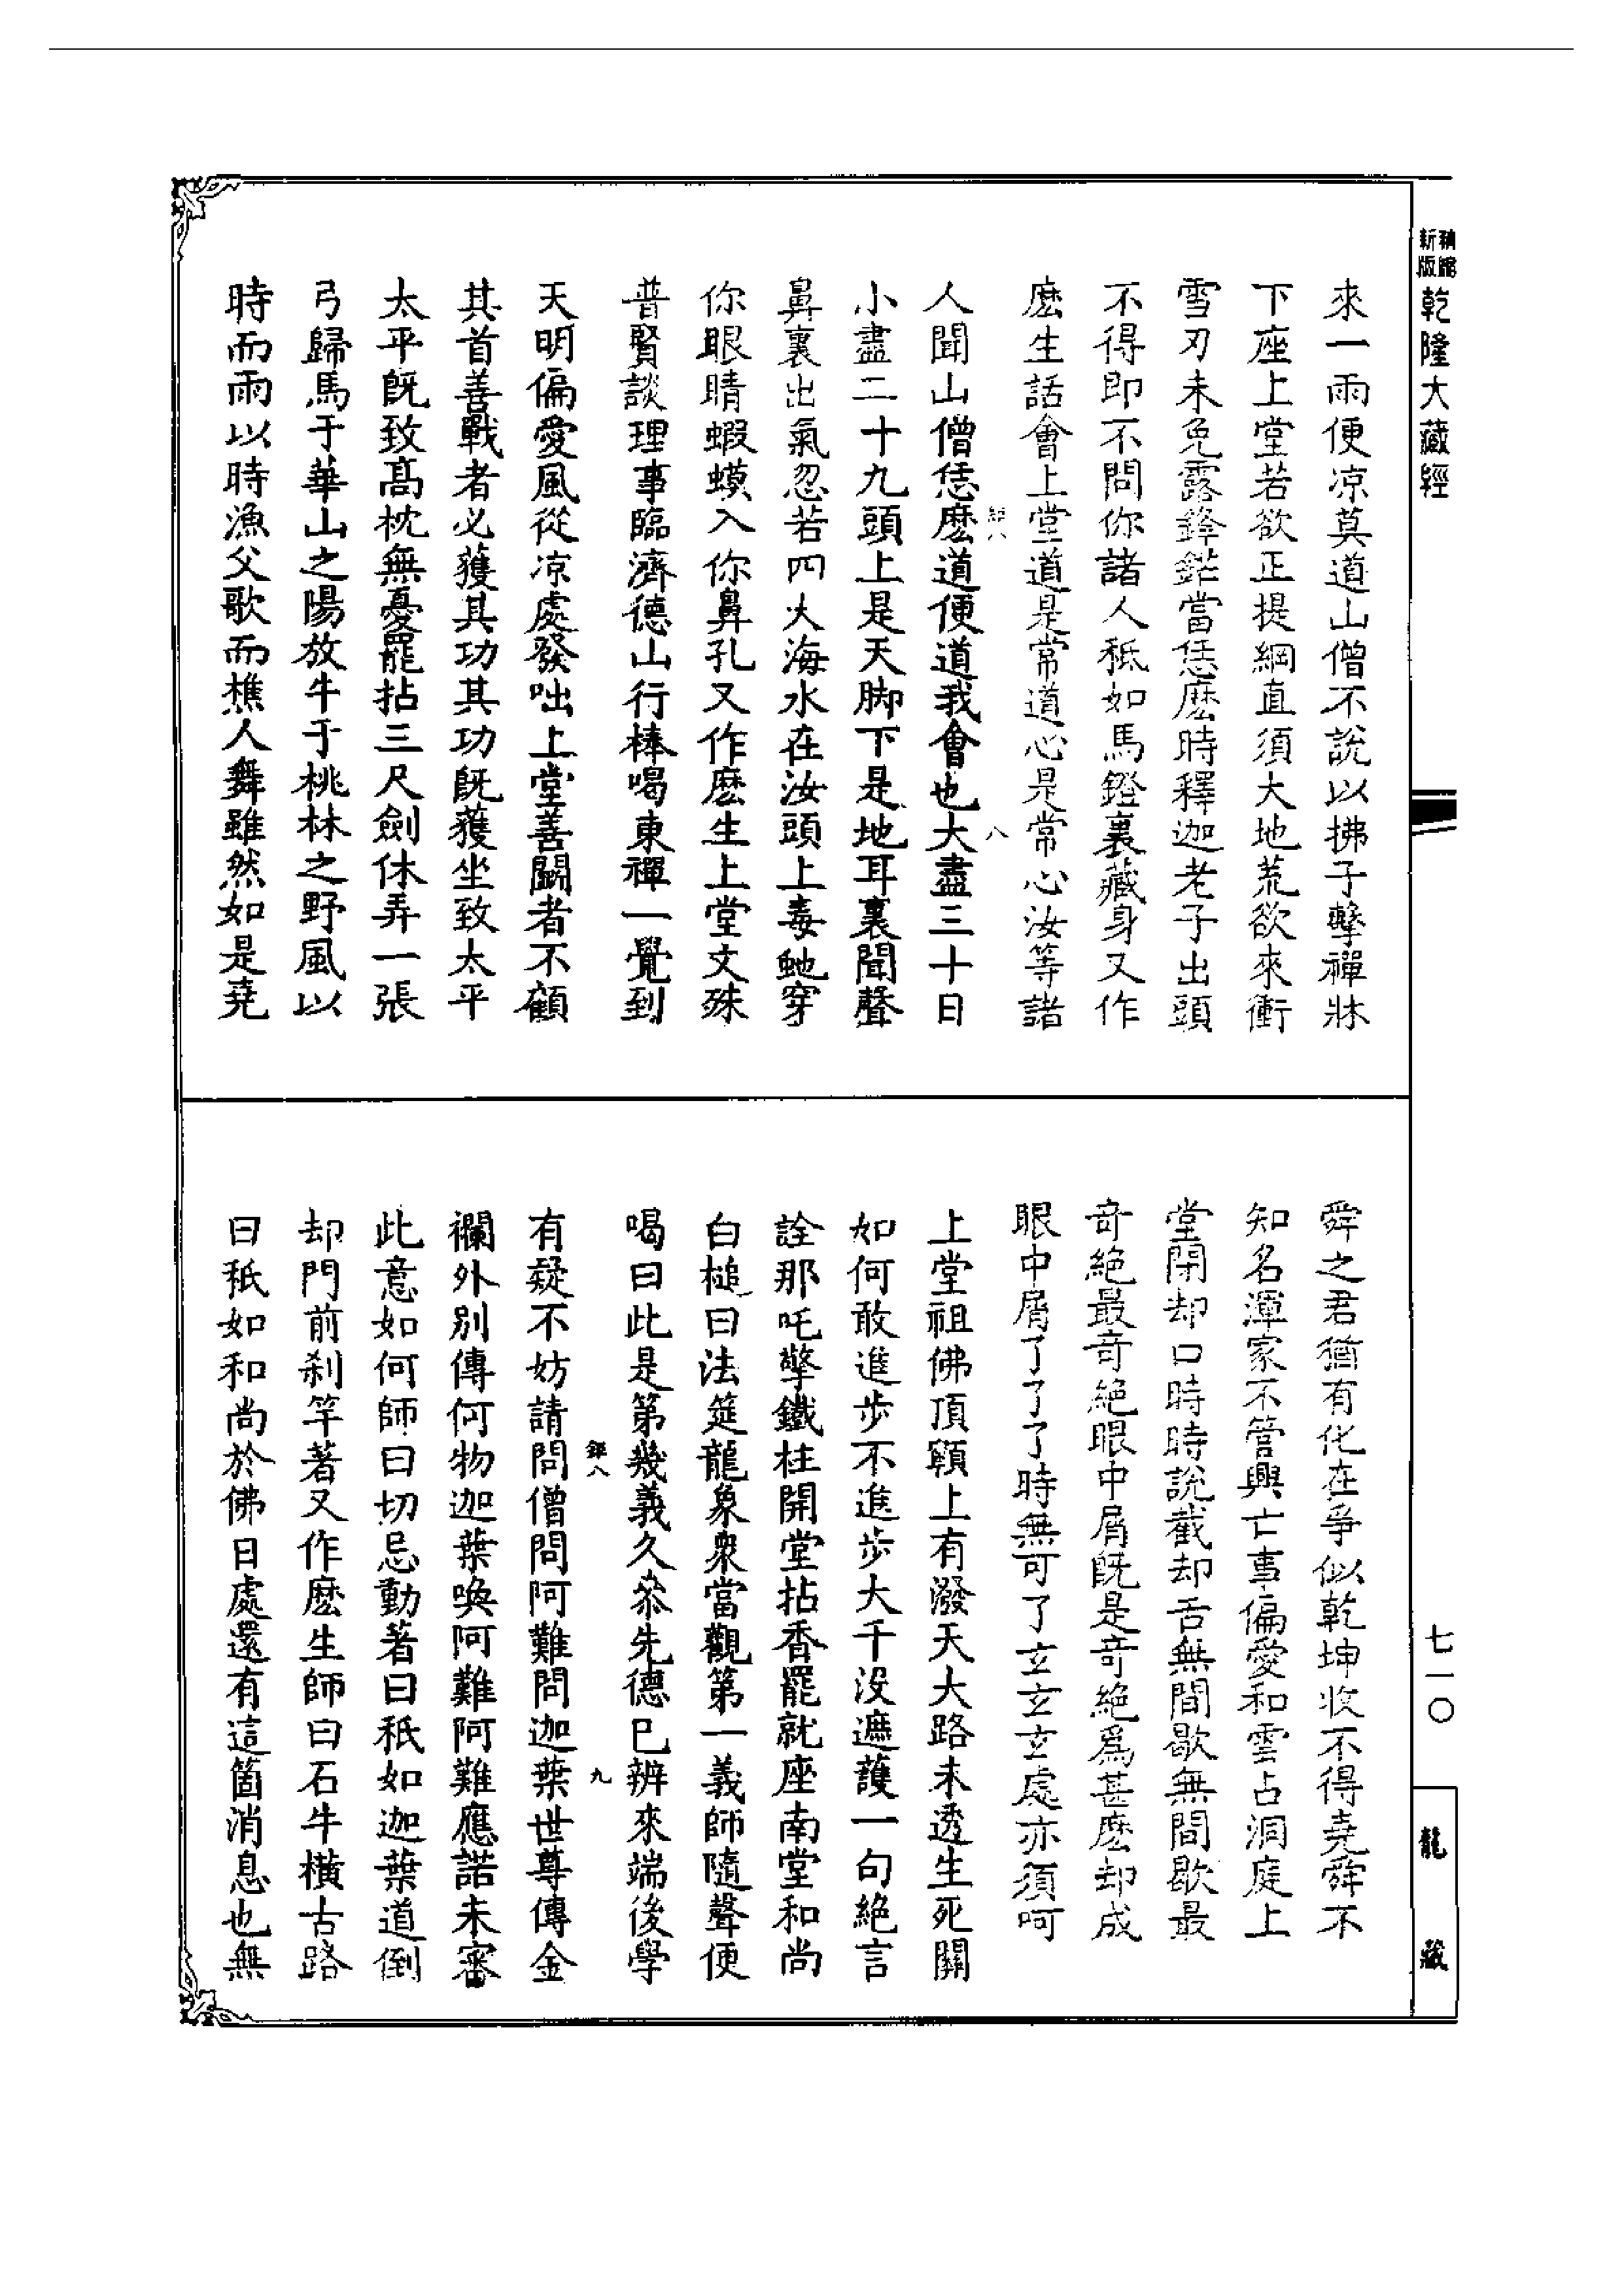 新版精縮
乾隆大藏經
七一〇
龍藏
來一雨便凉莫道山僧不說以拂子擊禪牀
下座上堂若欲正提綱直須大地荒欲來衝
雪刃未免露鋒鋩當恁麽時釋迦老子出頭
不得即不問你諸人秪如馬鐙裏藏身又作
麽生話會上堂道是常道心是常心汝等諸
人聞山僧恁麽道便道我會也大盡三十日
小盡二十九頭上是天脚下是地耳裏聞聲
鼻裏出氣忽若四大海水在汝頭上毒虵穿
你眼睛蝦蟆入你鼻孔又作麽生上堂文殊
普賢談理事臨濟德山行棒喝東禪一覺到
天明偏愛風從凉處發咄上堂善鬬者不顧
其首善戰者必獲其功其功旣獲坐致太平
太平旣致髙枕無憂罷拈三尺劍休弄一張
弓歸馬于華山之陽放牛于桃林之野風以
時而雨以時漁父歌而樵人舞雖然如是堯
舜之君猶有化在爭似乾坤收不得堯舜不
知名渾家不管興亡事偏愛和雲占洞庭上
堂閉却口時時說截却舌無間歇無間歇最
竒絕最竒絕眼中屑旣是竒絕爲甚麽却成
眼中屑了了了時無可了玄玄玄處亦須呵
上堂祖佛頂𩕳上有潑天大路未透生死關
如何敢進步不進步大千没遮護一句絕言
詮那吒擎鐵柱開堂拈香罷就座南堂和尚
白槌曰法筵龍象衆當觀第一義師隨聲便
喝曰此是第幾義久叅先德巳辨來端後學
有疑不妨請問僧問阿難問迦葉世尊傳金
襴外別傳何物迦葉喚阿難阿難應諾未審
此意如何師曰切忌動著曰秖如迦葉道倒
却門前刹竿著又作麽生師曰石牛橫古路
曰秖如和尚於佛日處還有這箇消息也無
八
九